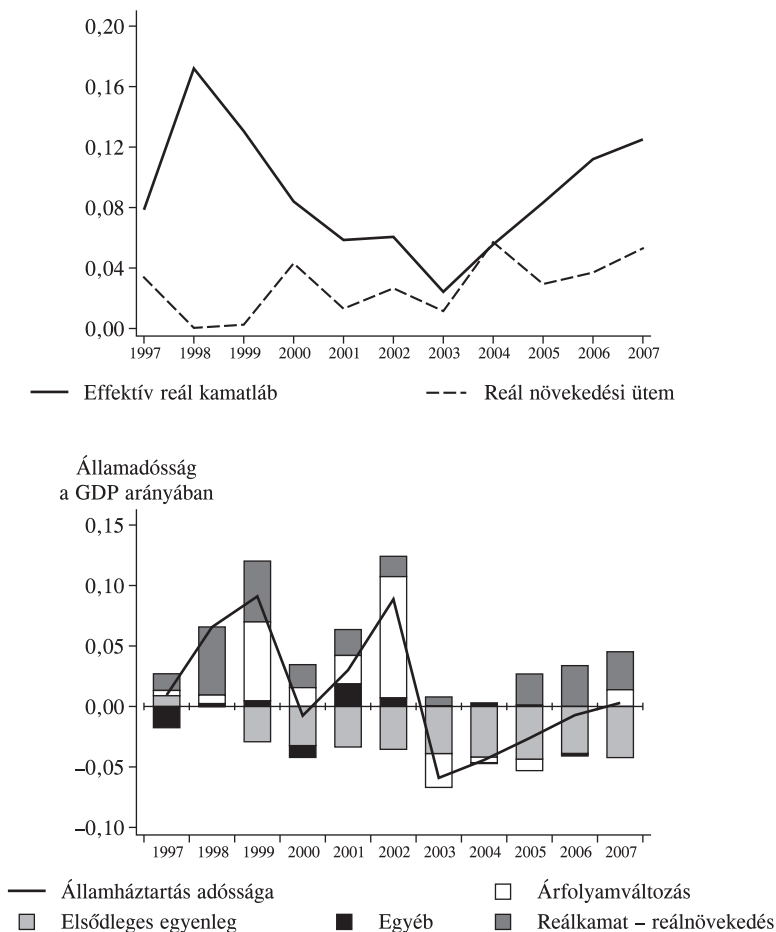 0,20
0,16
0,12
0,08
0,04
0,00
1997 1998 1999 2000 2001 2002 2003 2004 2005 2006 2007
Effektív reál kamatláb Reál növekedési ütem
Államadósság
a GDP arányában
0,15
0,10
0,05
0,00
–0,05
–0,10
1997 1998 1999 2000 2001 2002 2003 2004 2005 2006 2007
Államháztartás adóssága Árfolyamváltozás
Elsődleges egyenleg Egyéb Reálkamat – reálnövekedés